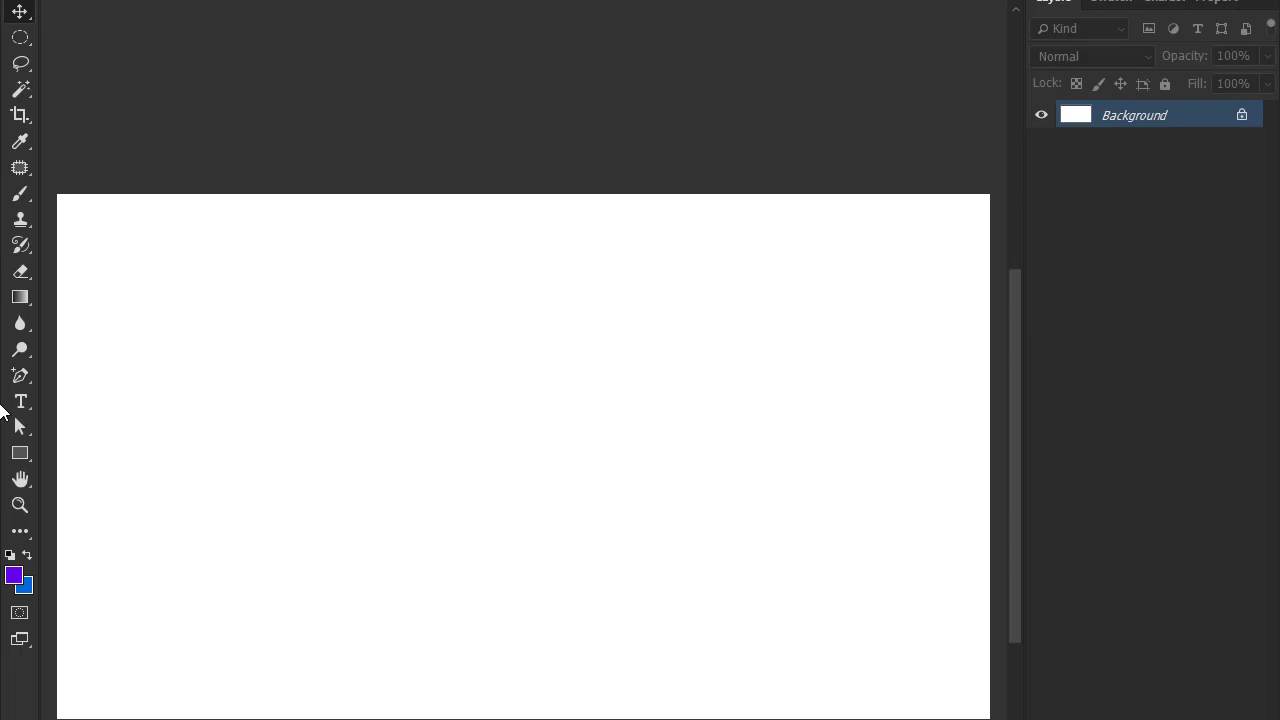 Kind
Normal
Opacity: 100%
Lock:
Fill: 100%
Background